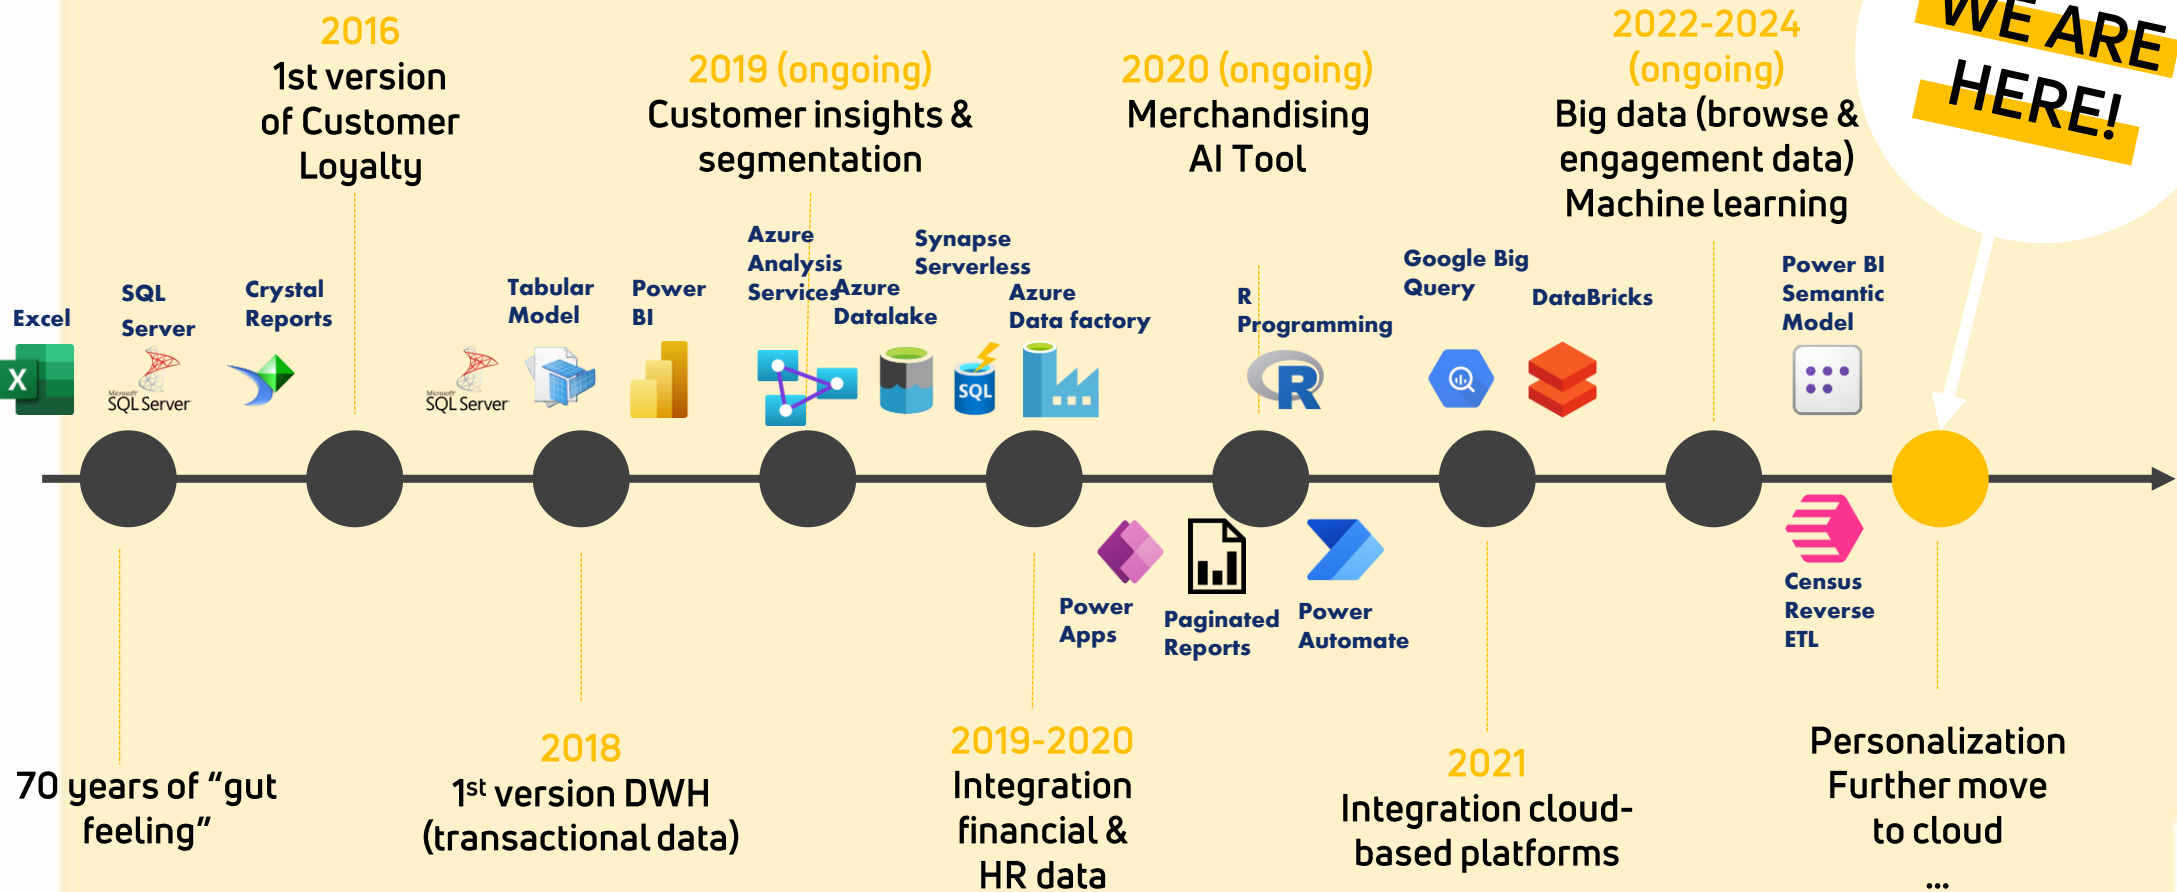 2016
1st version
of Customer
Loyalty
2019 (ongoing)
Customer insights &
segmentation
2020 (ongoing)
Merchandising
AI Tool
2022-2024
(ongoing)
Big data (browse &
engagement data)
Machine learning
WE ARE
HERE!
Excel
X
SQL
Server
Microsoft
SQL Server
Crystal
Reports
Microsoft
SQL Server
Tabular
Model
Power
BI
Azure
Analysis
Services
Azure
Datalake
Synapse
Serverless
SQL
Azure
Data factory
R
Programming
R
Google Big
Query
DataBricks
Power BI
Semantic
Model
Power
Apps
Paginated
Reports
Power
Automate
Census
Reverse
ETL
70 years of “gut
feeling”
2018
1st version DWH
(transactional data)
2019-2020
Integration
financial &
HR data
2021
Integration cloud-
based platforms
Personalization
Further move
to cloud
...